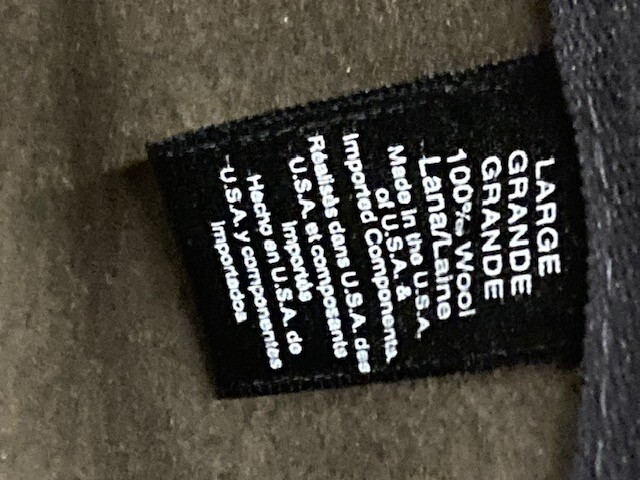 LARGE
GRANDE
GRANDE
100% Wool
Lana/Laine
Made in the U.S.A.
of U.S.A. &
Imported Components
Réalisés dans U.S.A. des
U.S.A. et composants
Importés
Hecho en U.S.A. de
U.S.A. y componentes
Importados